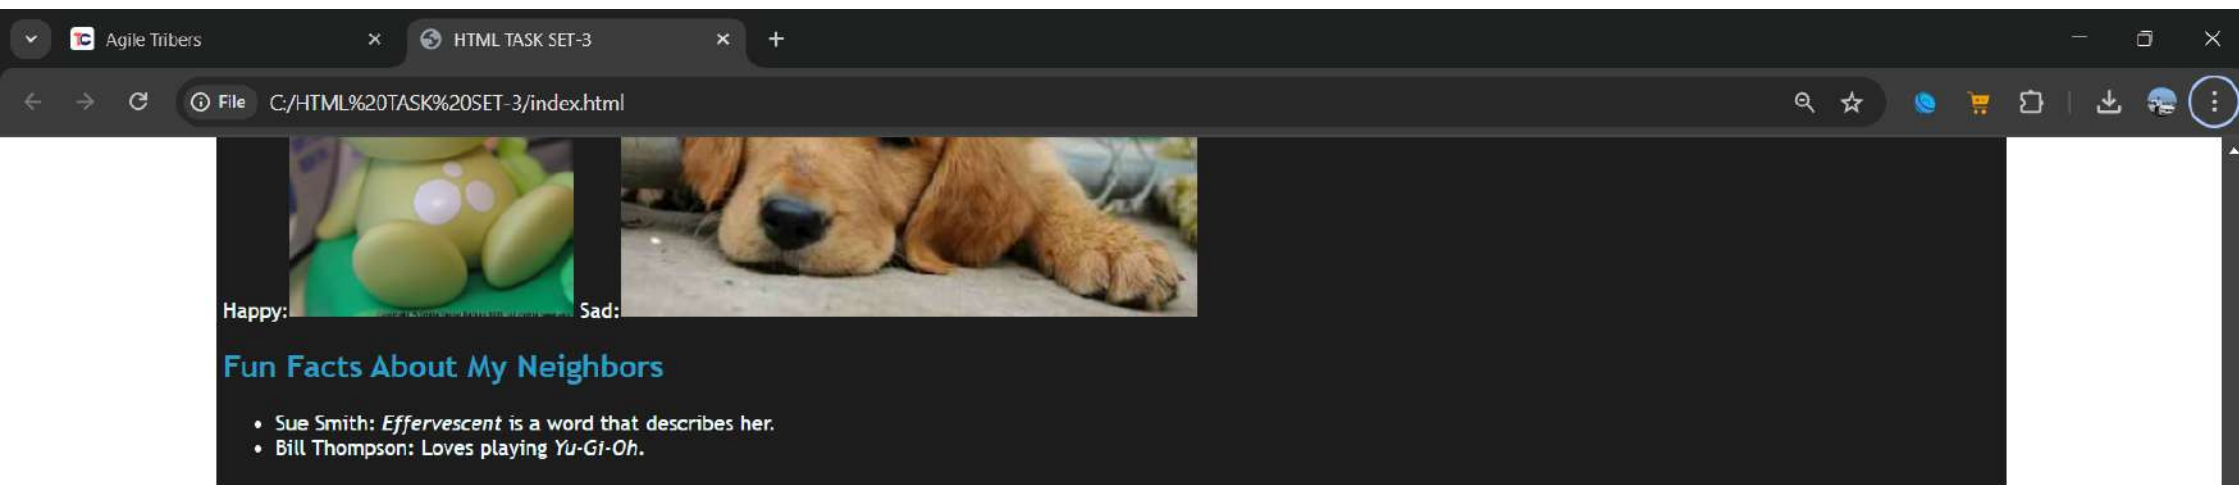 Agile Tribers
HTML TASK SET-3
File C:/HTML%20TASK%20SET-3/index.html
Happy: Sad:
Fun Facts About My Neighbors
• Sue Smith: Effervescent is a word that describes her.
• Bill Thompson: Loves playing Yu-Gi-Oh.